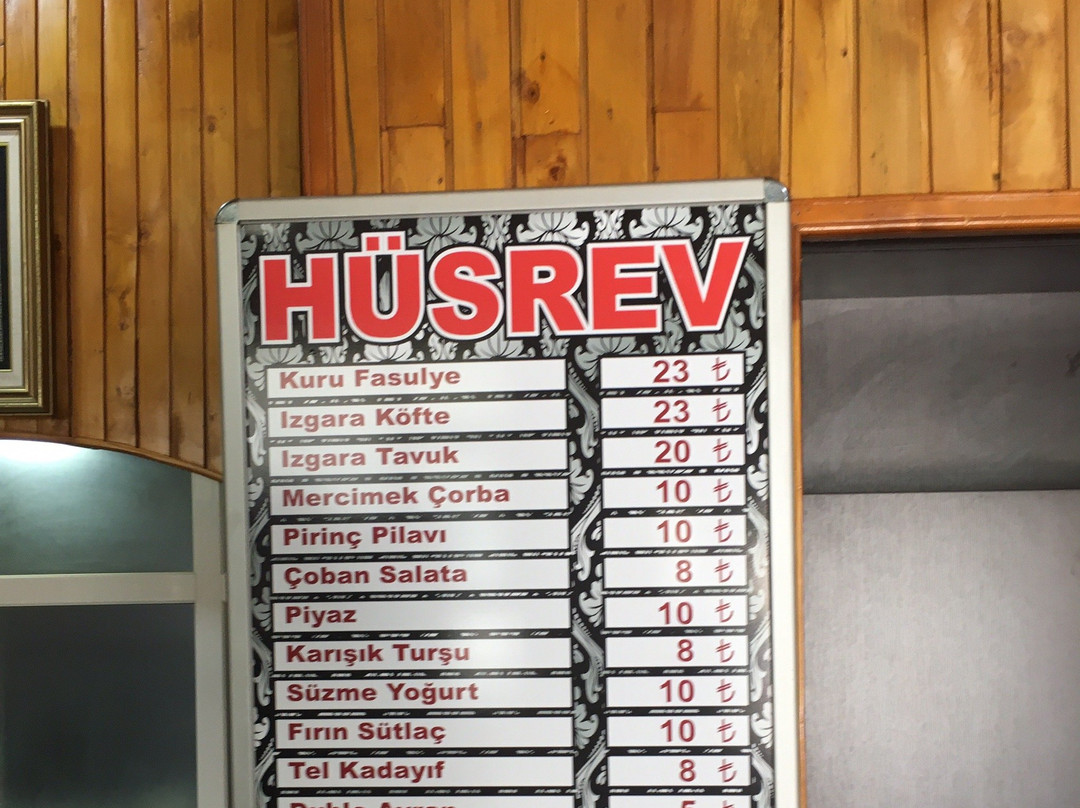 HÜSREV
Kuru Fasulye 23 ₺
Izgara Köfte 23 ₺
Izgara Tavuk 20 ₺
Mercimek Çorba 10 ₺
Pirinç Pilavı 10 ₺
Çoban Salata 8 ₺
Piyaz 10 ₺
Karışık Turşu 8 ₺
Süzme Yoğurt 10 ₺
Fırın Sütlaç 10 ₺
Tel Kadayıf 8 ₺